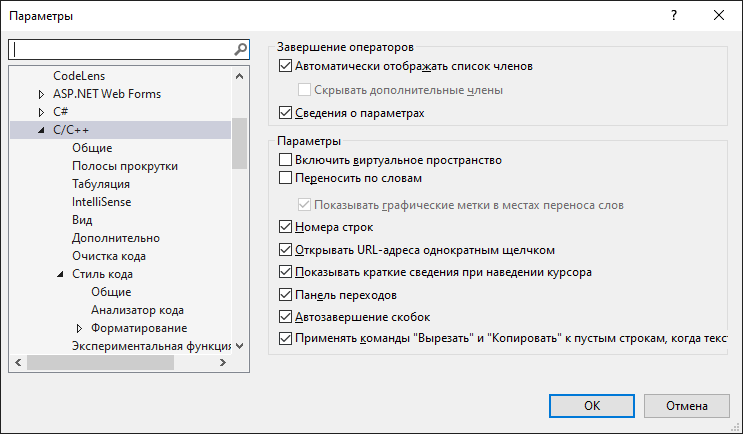 Параметры
?
CodeLens
ASP.NET Web Forms
C#
C/C++
Общие
Полосы прокрутки
Табуляция
IntelliSense
Вид
Дополнительно
Очистка кода
Стиль кода
Общие
Анализатор кода
Форматирование
Экспериментальная функция
Завершение операторов
Автоматически отображать список членов
Скрывать дополнительные члены
Сведения о параметрах
Параметры
Включить виртуальное пространство
Переносить по словам
Показывать графические метки в местах переноса слов
Номера строк
Открывать URL-адреса однократным щелчком
Показывать краткие сведения при наведении курсора
Панель переходов
Автозавершение скобок
Применять команды "Вырезать" и "Копировать" к пустым строкам, когда текс
OK
Отмена